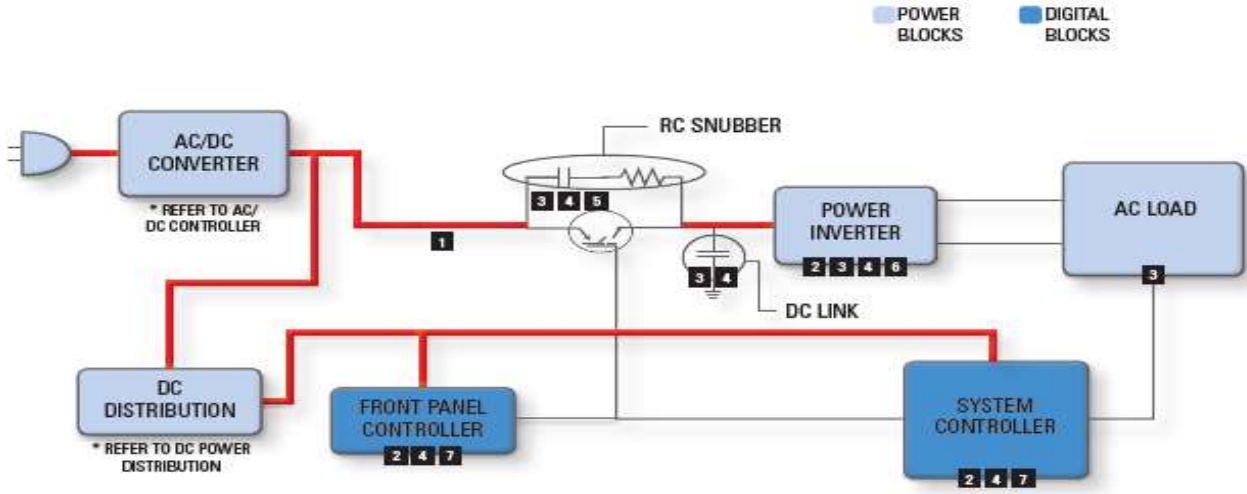 POWER
BLOCKS
DIGITAL
BLOCKS
RC SNUBBER
AC/DC
CONVERTER
* REFER TO AC/
DC CONTROLLER
3 4 5
1
POWER
INVERTER
2 3 4 6
AC LOAD
3
3 4
DC LINK
DC
DISTRIBUTION
* REFER TO DC POWER
DISTRIBUTION
FRONT PANEL
CONTROLLER
2 4 7
SYSTEM
CONTROLLER
2 4 7